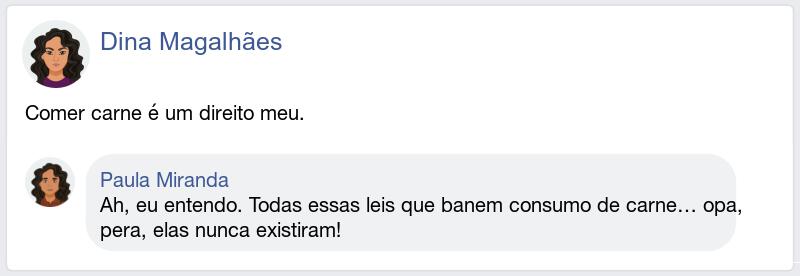 Dina Magalhães
Comer carne é um direito meu.
Paula Miranda
Ah, eu entendo. Todas essas leis que banem consumo de carne… opa,
pera, elas nunca existiram!